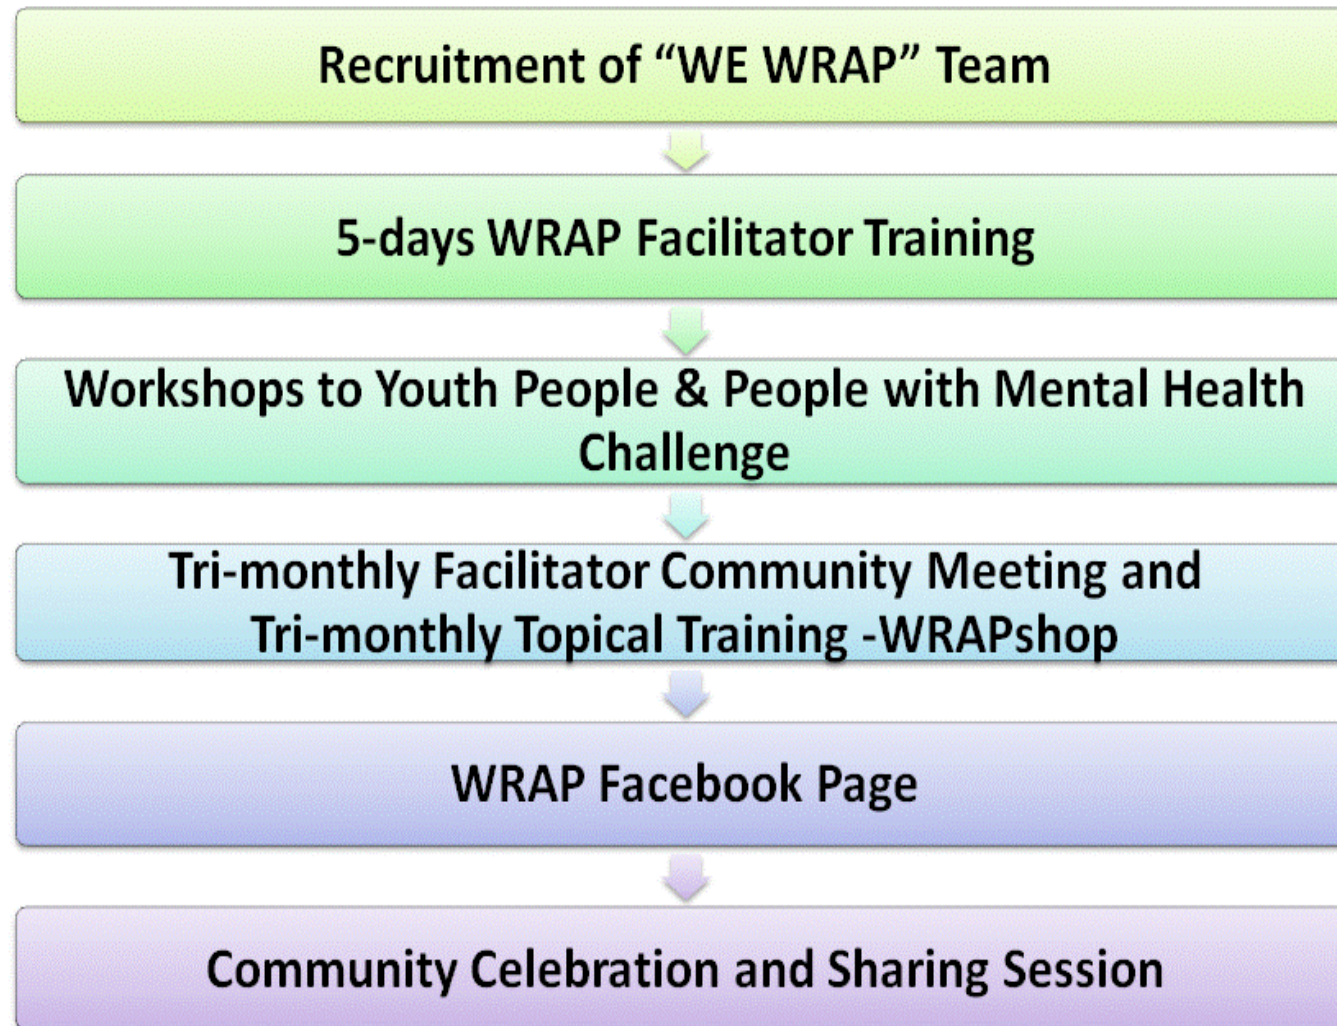 Recruitment of “WE WRAP” Team
5-days WRAP Facilitator Training
Workshops to Youth People & People with Mental Health
Challenge
Tri-monthly Facilitator Community Meeting and
Tri-monthly Topical Training -WRAPshop
WRAP Facebook Page
Community Celebration and Sharing Session